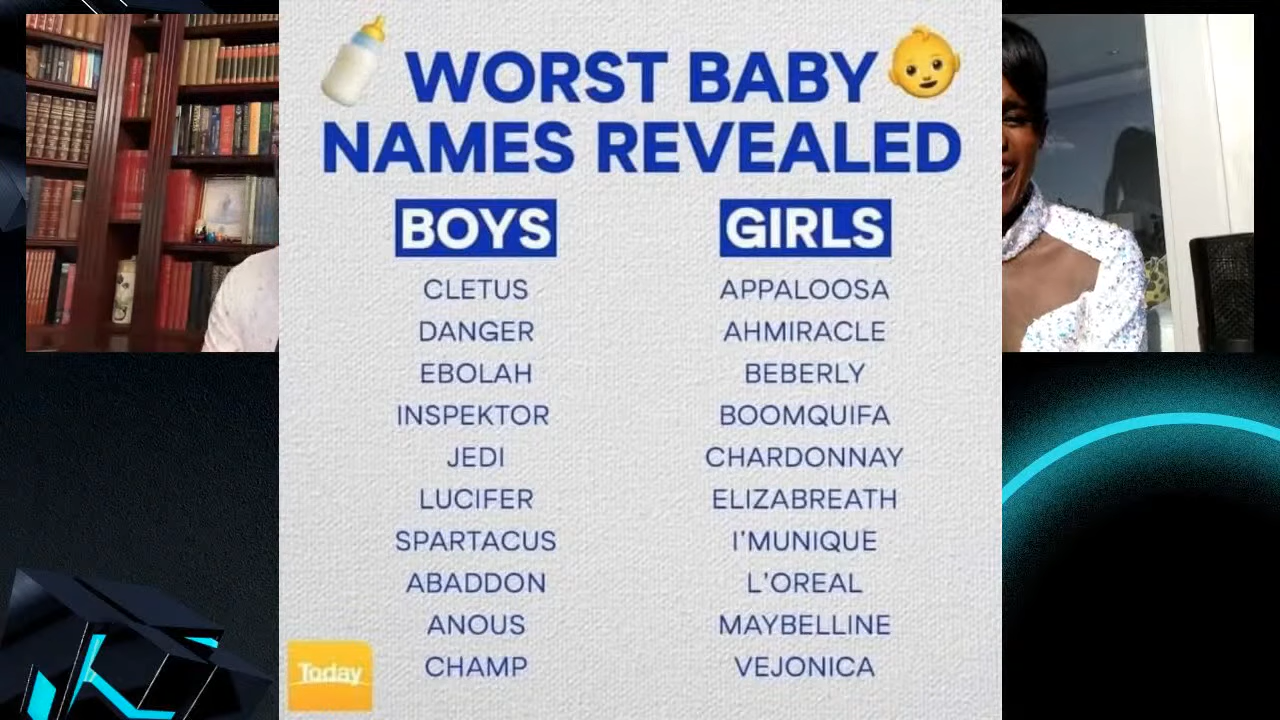 WORST BABY
NAMES REVEALED
BOYS
CLETUS
DANGER
EBOLAH
INSPEKTOR
JEDI
LUCIFER
SPARTACUS
ABADDON
ANOUS
CHAMP
GIRLS
APPALOOSA
AHMIRACLE
BEBERLY
BOOMQUIFA
CHARDONNAY
ELIZABREATH
I'MUNIQUE
L'OREAL
MAYBELLINE
VEJONICA
Today